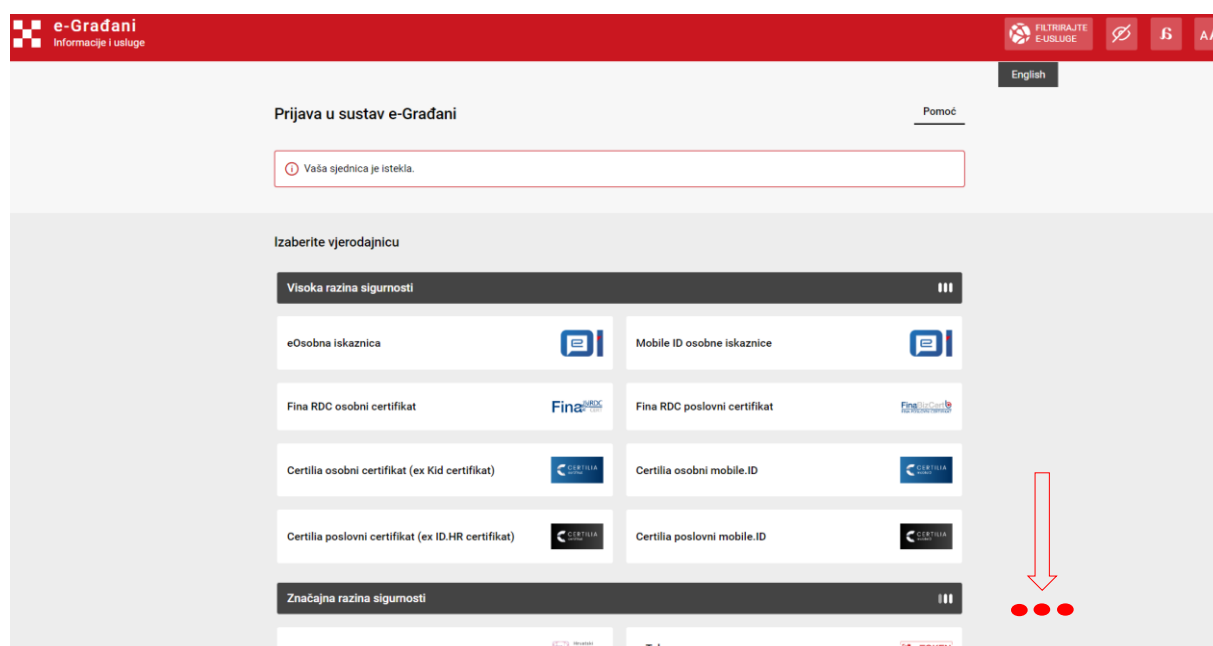 e-Građani
Informacije i usluge
FILTRIRAJTE
E-USLUGE
English
Prijava u sustav e-Građani
Pomoć
Vaša sjednica je istekla.
Izaberite vjerodajnicu
Visoka razina sigurnosti
eOsobna iskaznica
Mobile ID osobne iskaznice
Fina RDC osobni certifikat
Fina
Fina RDC poslovni certifikat
Certilia osobni certifikat (ex Kid certifikat)
CERTILIA
Certilia osobni mobile.ID
CERTILIA
Certilia poslovni certifikat (ex ID.HR certifikat)
CERTILIA
Certilia poslovni mobile.ID
CERTILIA
Značajna razina sigurnosti